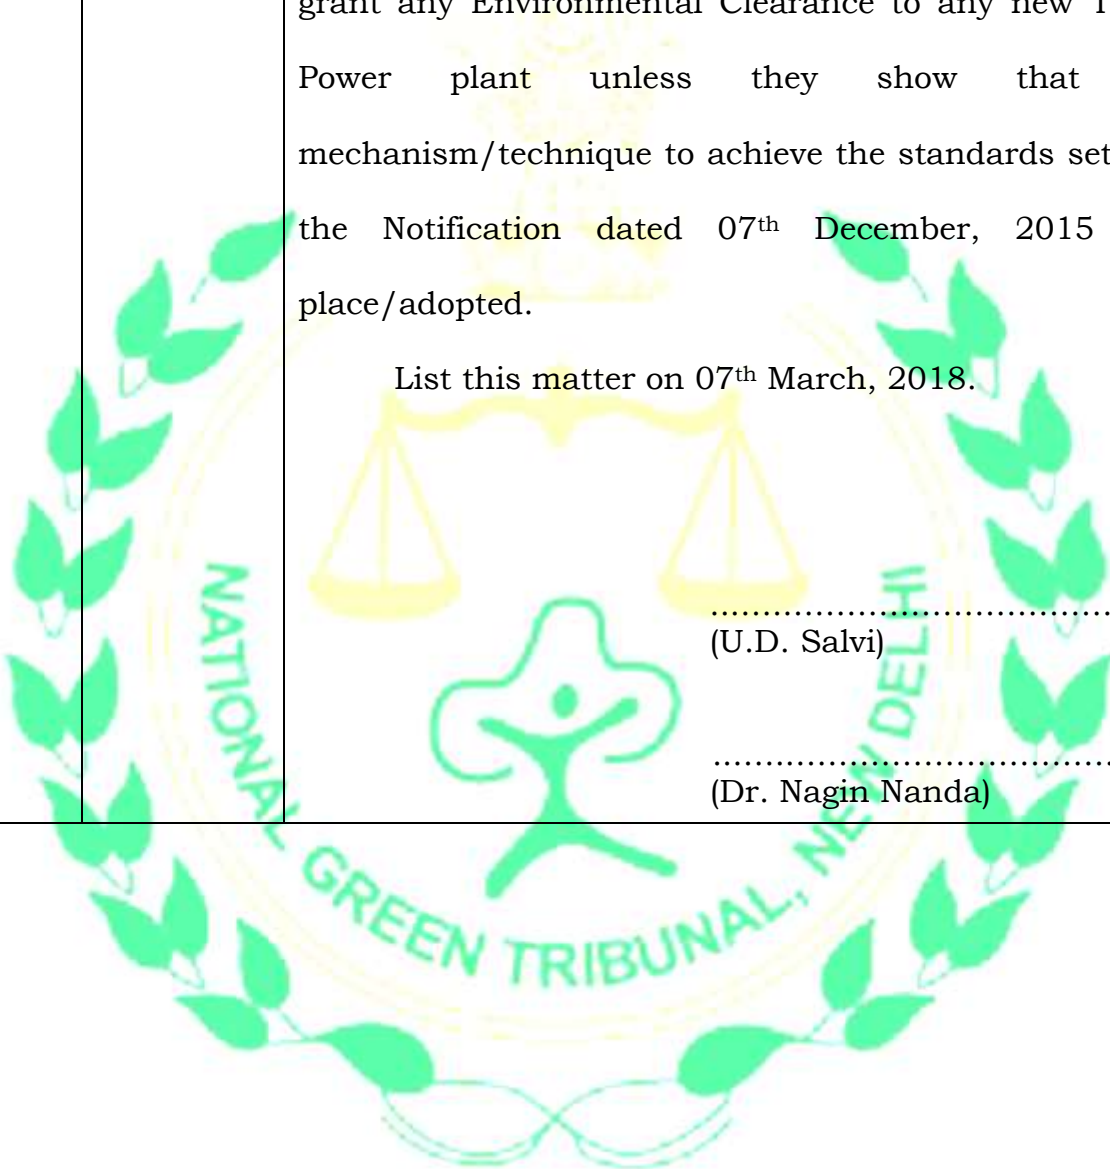 grant any Environmental Clearance to any new
Power plant unless they show that
mechanism/technique to achieve the standards set
the Notification dated 07th December, 2015
place/adopted.
List this matter on 07th March, 2018.
(U.D. Salvi)
(Dr. Nagin Nanda)
NATIONAL GREEN TRIBUNAL, NEW DELHI